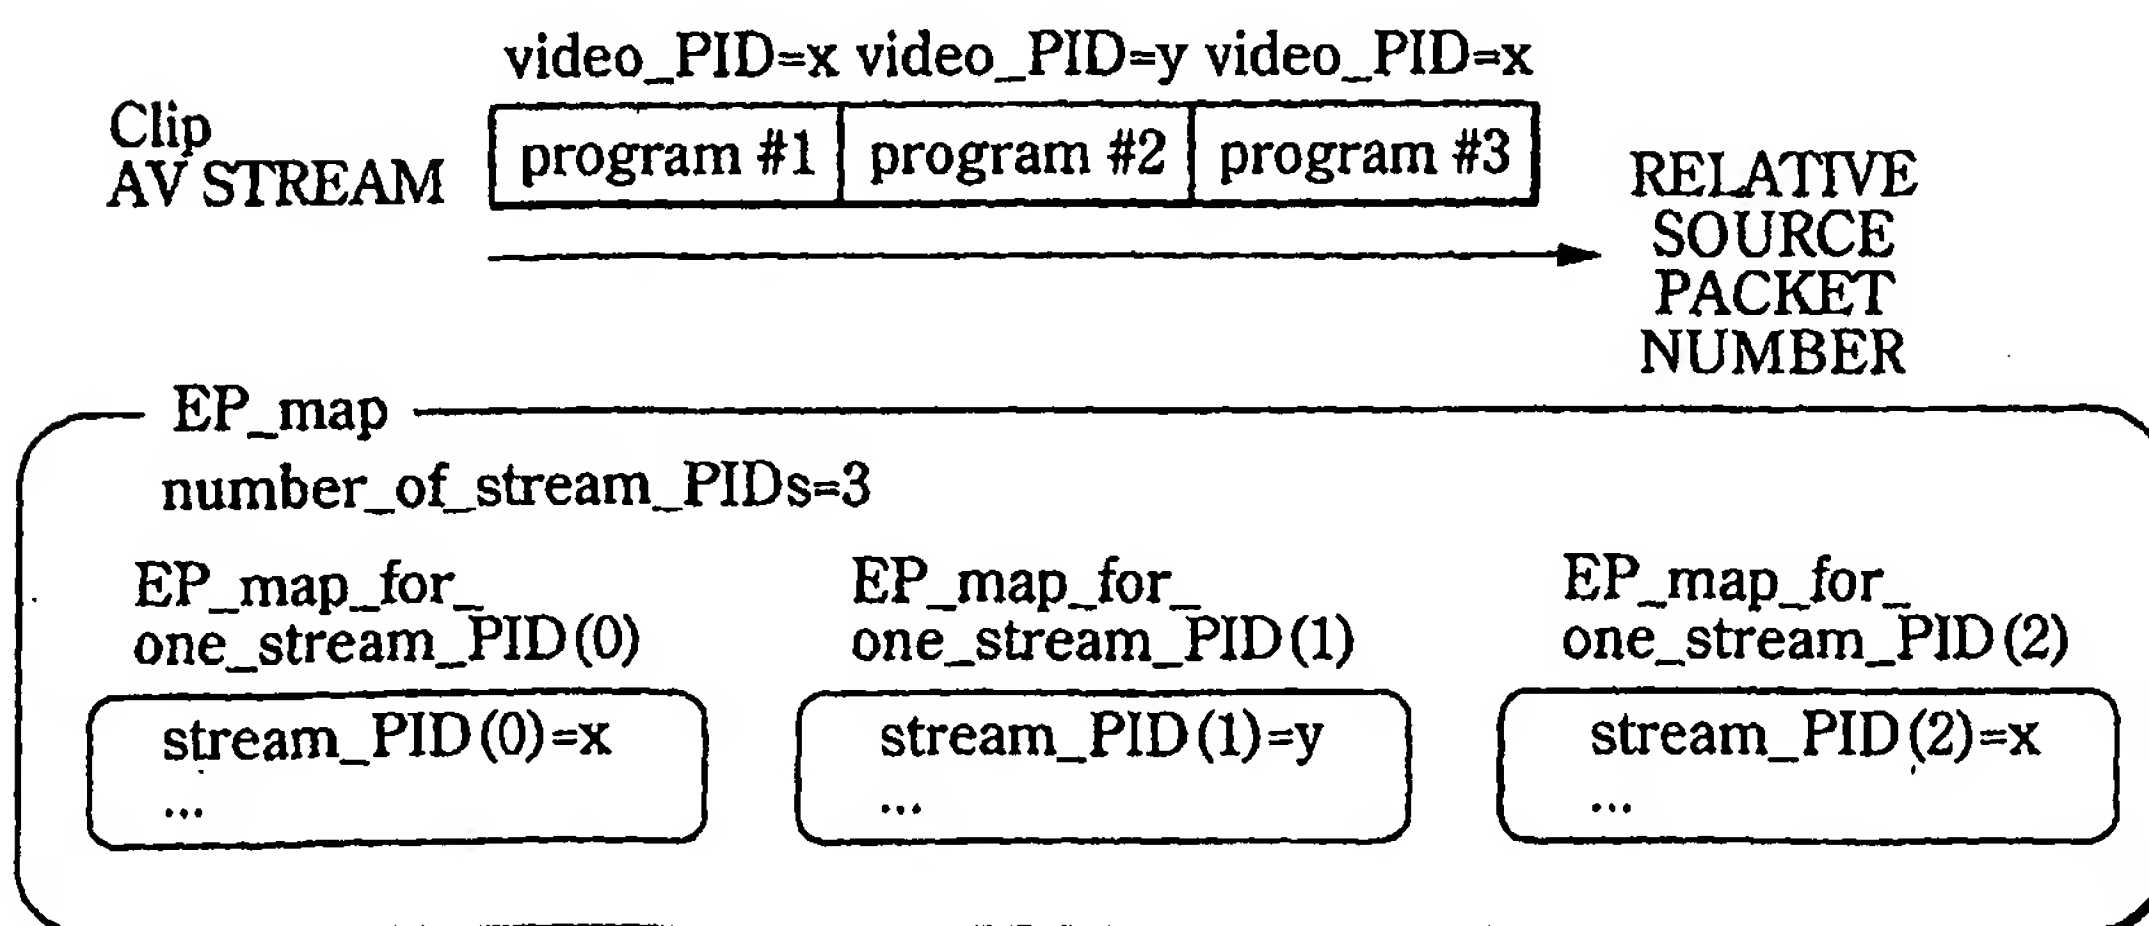 video_PID=x video_PID=y video_PID=x
Clip
AV STREAM
program #1 program #2 program #3
RELATIVE
SOURCE
PACKET
NUMBER
EP_map
number_of_stream_PIDs=3
EP_map_for_
one_stream_PID(0)
stream_PID(0)=x
...
EP_map_for_
one_stream_PID(1)
stream_PID(1)=y
...
EP_map_for_
one_stream_PID(2)
stream_PID(2)=x
...